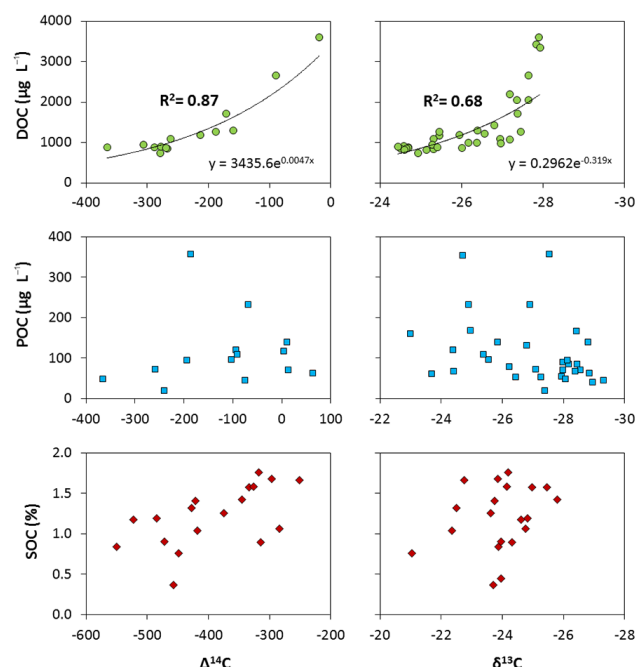 4000
3000
2000
1000
0
DOC (µg L⁻¹)
R²= 0.87
y = 3435.6e^0.0047x
-400 -300 -200 -100 0
R²= 0.68
y = 0.2962e^-0.319x
-24 -26 -28 -30
400
300
200
100
0
POC (µg L⁻¹)
-400 -300 -200 -100 0 100
-22 -24 -26 -28 -30
2.0
1.5
1.0
0.5
0.0
SOC (%)
-600 -500 -400 -300 -200
-20 -22 -24 -26 -28
Δ¹⁴C
δ¹³C